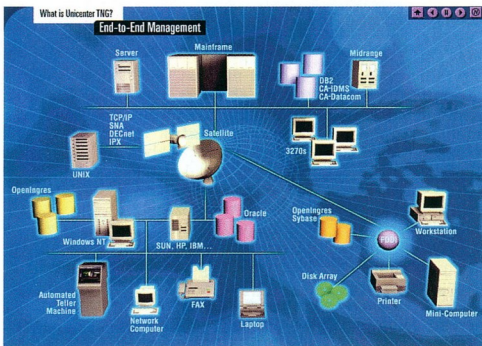 What is Unicenter TNG?
End-to-End Management
Server
Mainframe
Midrange
DB2
CA-IDMS
CA-Datacom
TCP/IP
SNA
DECnet
IPX
Satellite
3270s
UNIX
OpenIngres
Oracle
OpenIngres
Sybase
Workstation
FDDI
Windows NT
SUN, HP, IBM...
Disk Array
Printer
Mini-Computer
Automated
Teller
Machine
Network
Computer
FAX
Laptop